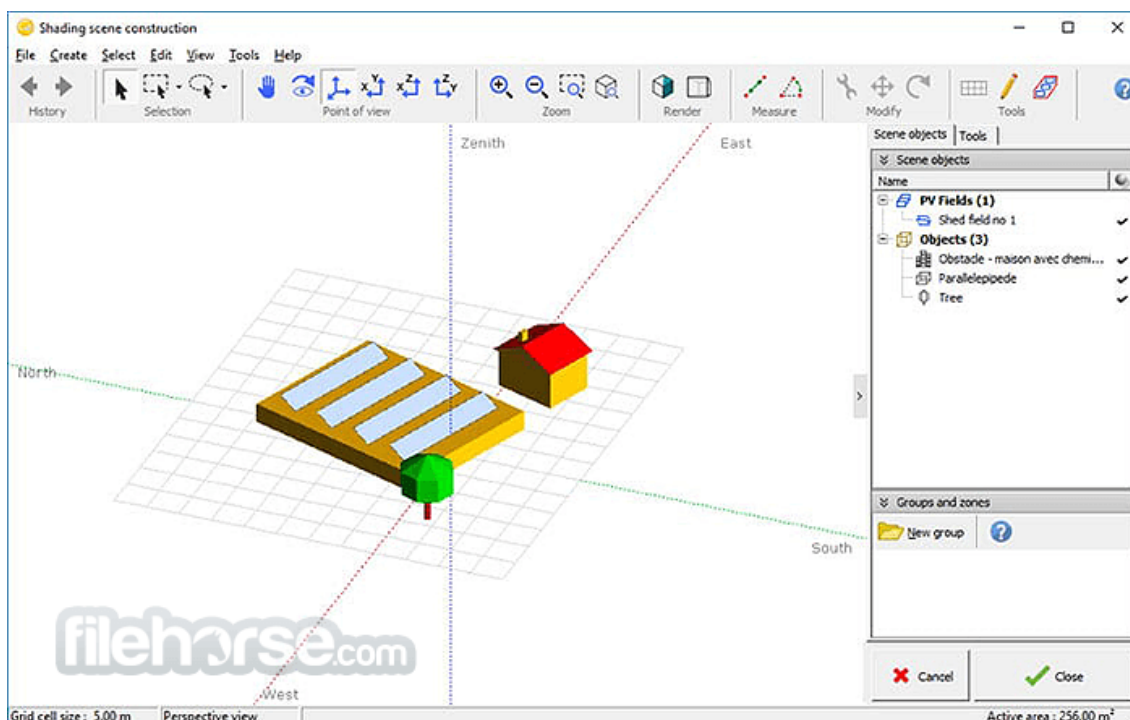 Shading scene construction
File Create Select Edit View Tools Help
History Selection Point of view Zoom Render Measure Modify Tools
Zenith
East
North
South
West
Scene objects Tools
Scene objects
Name
PV Fields (1)
Shed field no 1
Objects (3)
Obstacle - maison avec chemi...
Parallelepipede
Tree
Groups and zones
New group
Cancel Close
filehorse.com
Grid cell size : 5.00 m Perspective view Active area : 256.00 m²